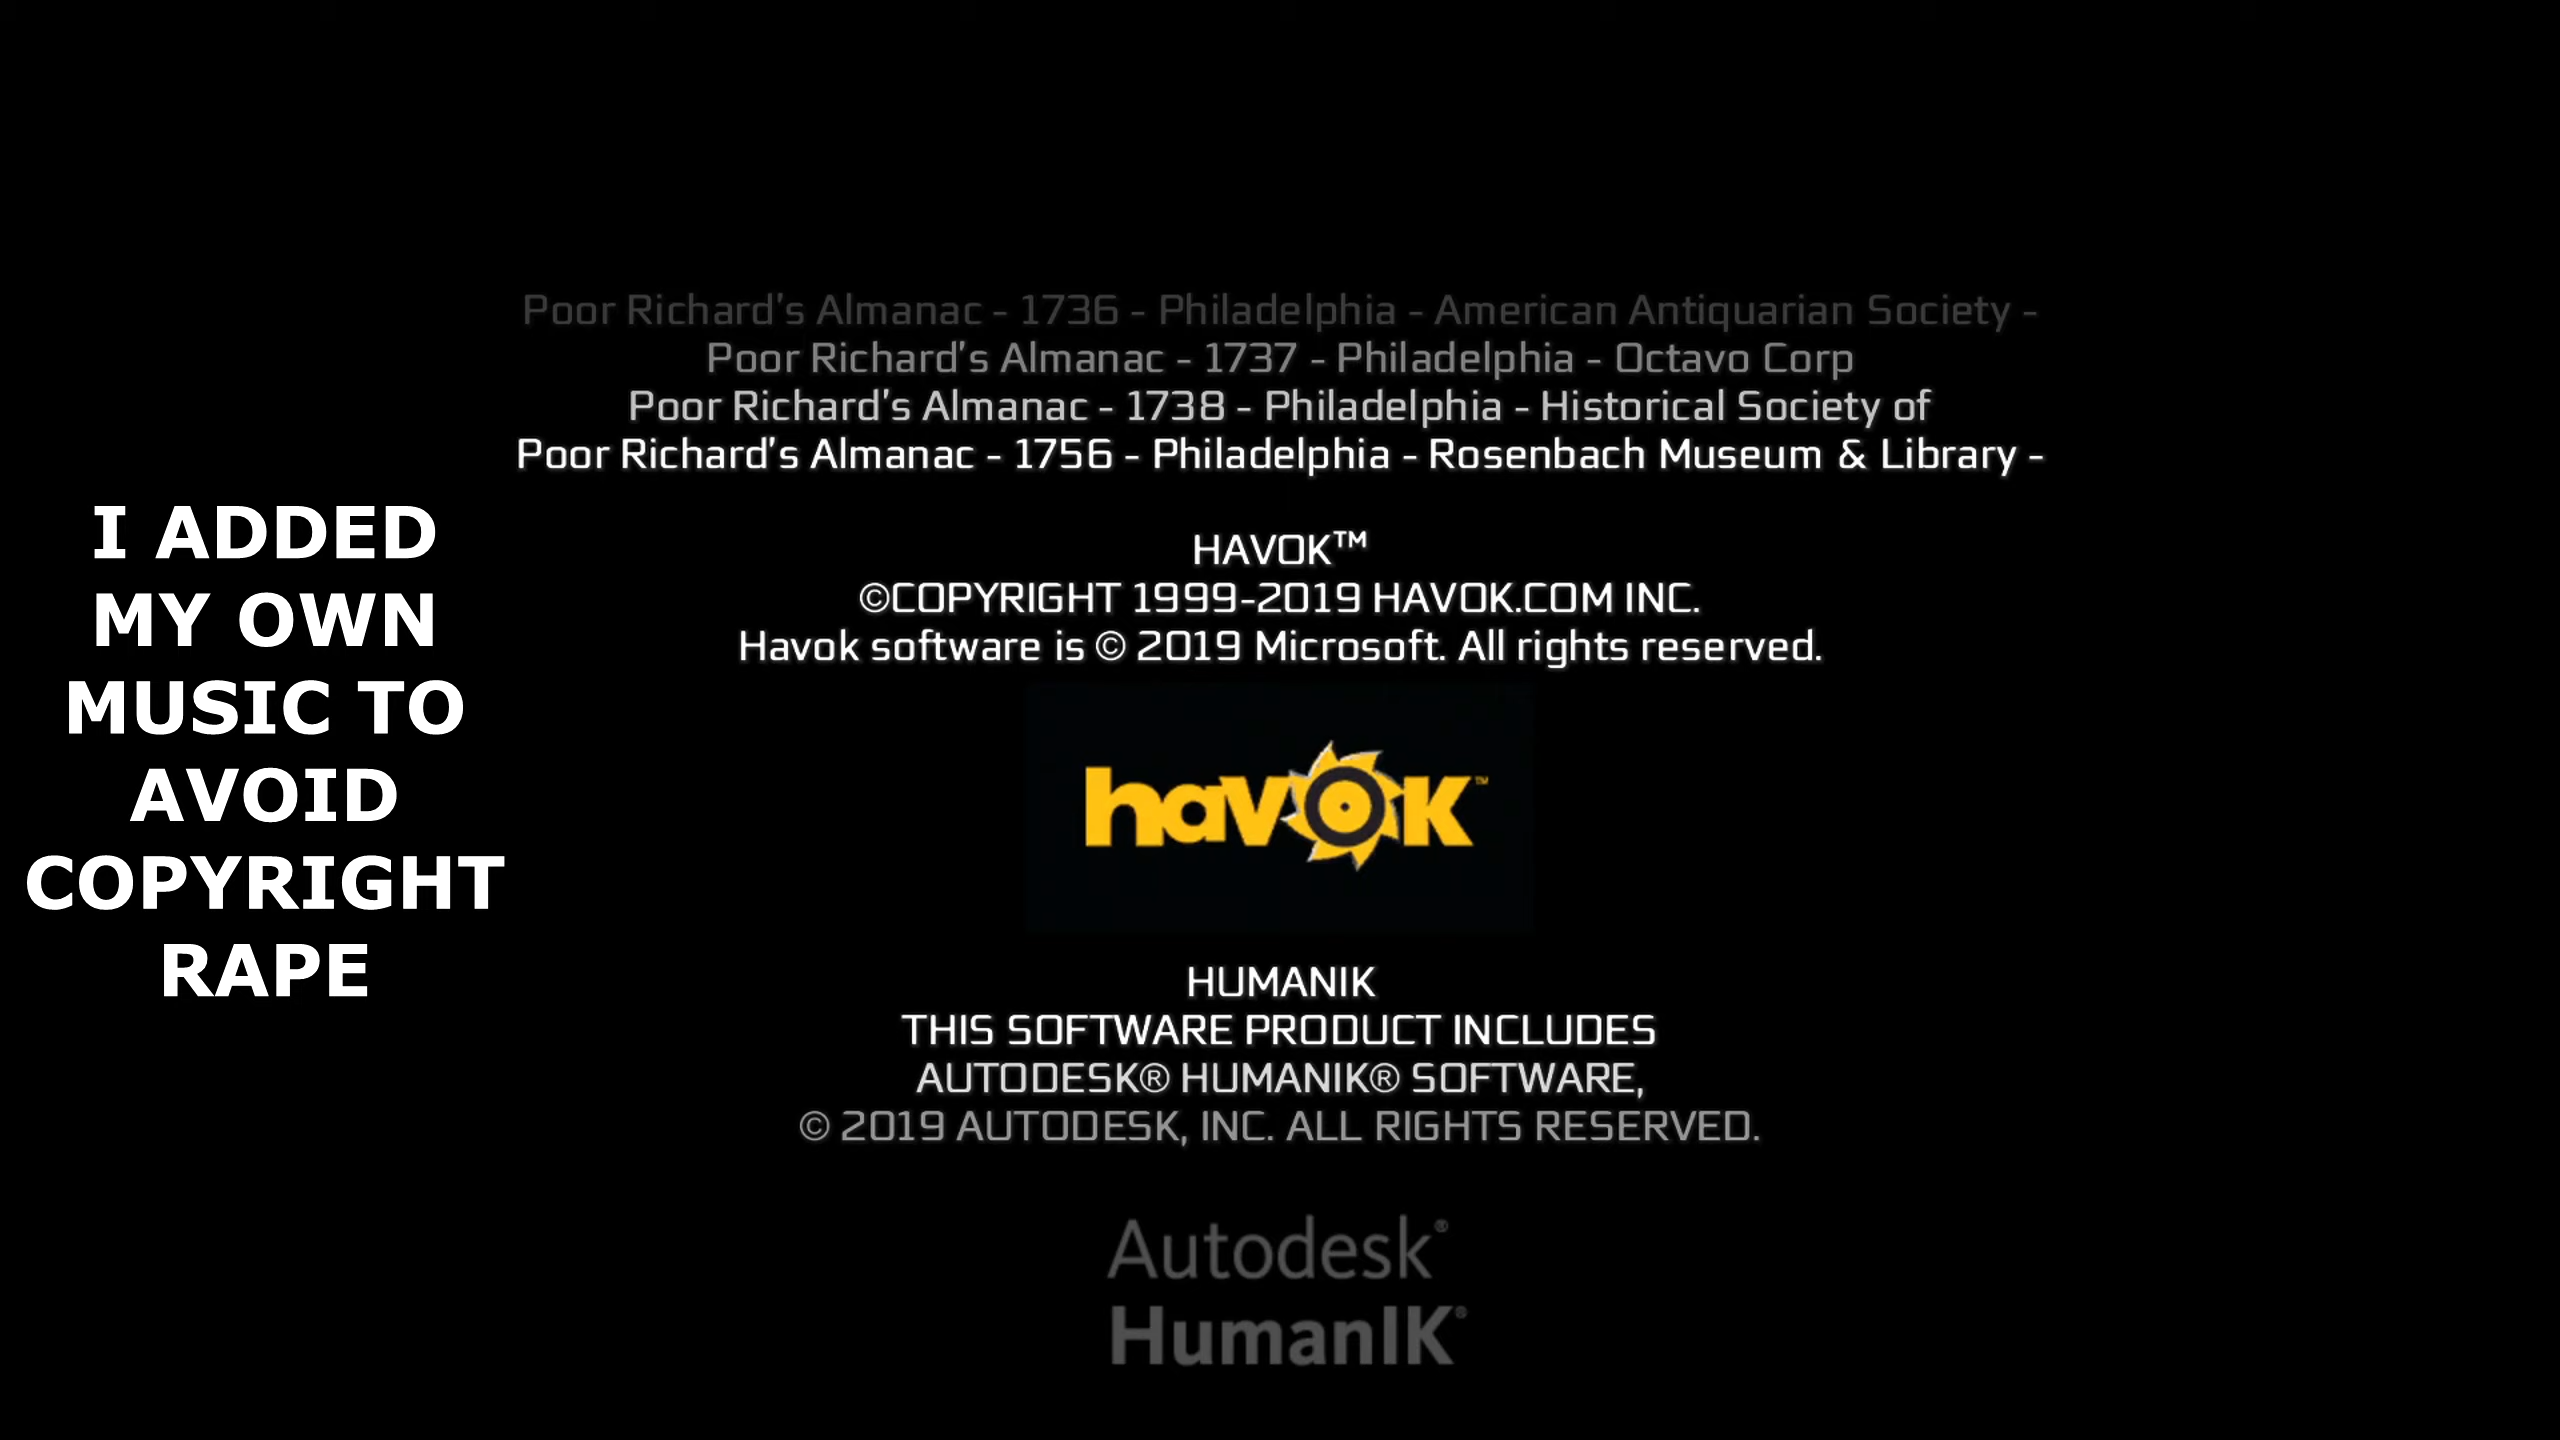 Poor Richard's Almanac - 1736 - Philadelphia - American Antiquarian Society -
Poor Richard's Almanac - 1737 - Philadelphia - Octavo Corp
Poor Richard's Almanac - 1738 - Philadelphia - Historical Society of
Poor Richard's Almanac - 1756 - Philadelphia - Rosenbach Museum & Library -
I ADDED
MY OWN
MUSIC TO
AVOID
COPYRIGHT
RAPE
HAVOK™
©COPYRIGHT 1999-2019 HAVOK.COM INC.
Havok software is © 2019 Microsoft. All rights reserved.
havok™
HUMANIK
THIS SOFTWARE PRODUCT INCLUDES
AUTODESK® HUMANIK® SOFTWARE,
© 2019 AUTODESK, INC. ALL RIGHTS RESERVED.
Autodesk®
HumanIK®